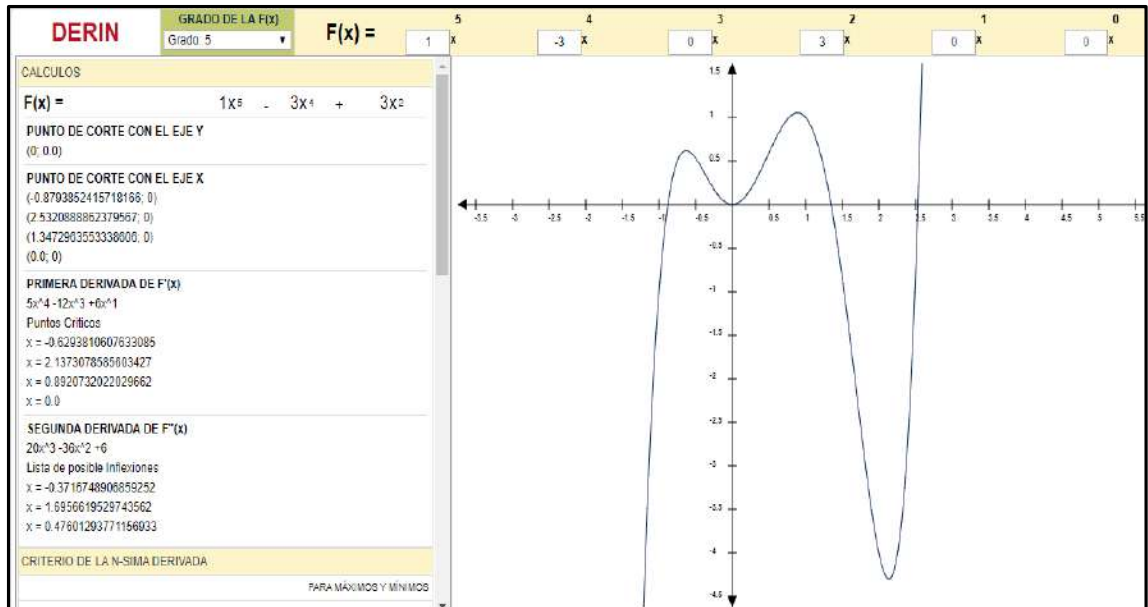 DERIN
GRADO DE LA F(X)
Grado: 5
F(x) =
5 4 3 2 1 0
1 x -3 x 0 x 3 x 0 x 0 x
CALCULOS
F(x) = 1x5 - 3x4 + 3x2
PUNTO DE CORTE CON EL EJE Y
(0; 0.0)
PUNTO DE CORTE CON EL EJE X
(-0.8793852415718166; 0)
(2.5320888862379567; 0)
(1.3472963553338606; 0)
(0.0; 0)
PRIMERA DERIVADA DE F'(x)
5x^4 -12x^3 +6x^1
Puntos Criticos
x = -0.6293810607633085
x = 2.1373078585603427
x = 0.8920732022029662
x = 0.0
SEGUNDA DERIVADA DE F''(x)
20x^3 -36x^2 +6
Lista de posible Inflexiones
x = -0.3716748906859252
x = 1.6956619529743562
x = 0.47601293771156933
CRITERIO DE LA N-SIMA DERIVADA
PARA MÁXIMOS Y MÍNIMOS
1.5
1
0.5
-3.5 -3 -2.5 -2 -1.5 -1 -0.5 0 0.5 1 1.5 2 2.5 3 3.5 4 4.5 5 5.5
-0.5
-1
-1.5
-2
-2.5
-3
-3.5
-4
-4.5